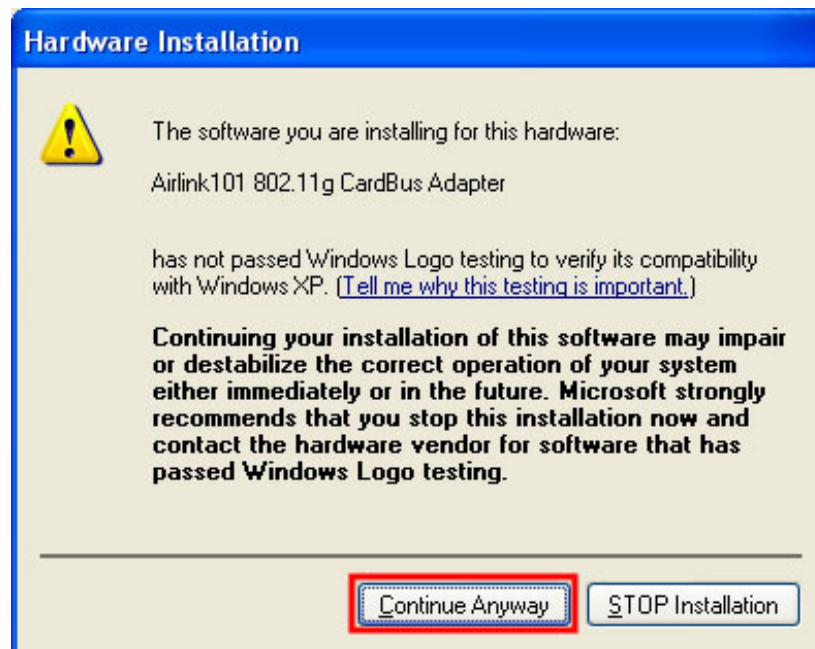 Hardware Installation
The software you are installing for this hardware:
Airlink101 802.11g CardBus Adapter
has not passed Windows Logo testing to verify its compatibility
with Windows XP. (Tell me why this testing is important.)
Continuing your installation of this software may impair
or destabilize the correct operation of your system
either immediately or in the future. Microsoft strongly
recommends that you stop this installation now and
contact the hardware vendor for software that has
passed Windows Logo testing.
Continue Anyway
STOP Installation